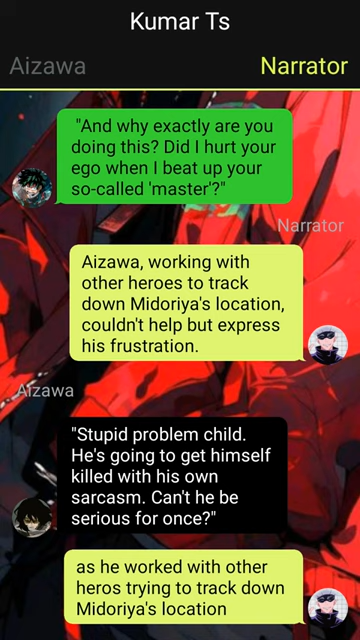 Kumar Ts
Aizawa Narrator
"And why exactly are you
doing this? Did I hurt your
ego when I beat up your
so-called 'master'?"
Narrator
Aizawa, working with
other heroes to track
down Midoriya's location,
couldn't help but express
his frustration.
Aizawa
"Stupid problem child.
He's going to get himself
killed with his own
sarcasm. Can't he be
serious for once?"
as he worked with other
heros trying to track down
Midoriya's location